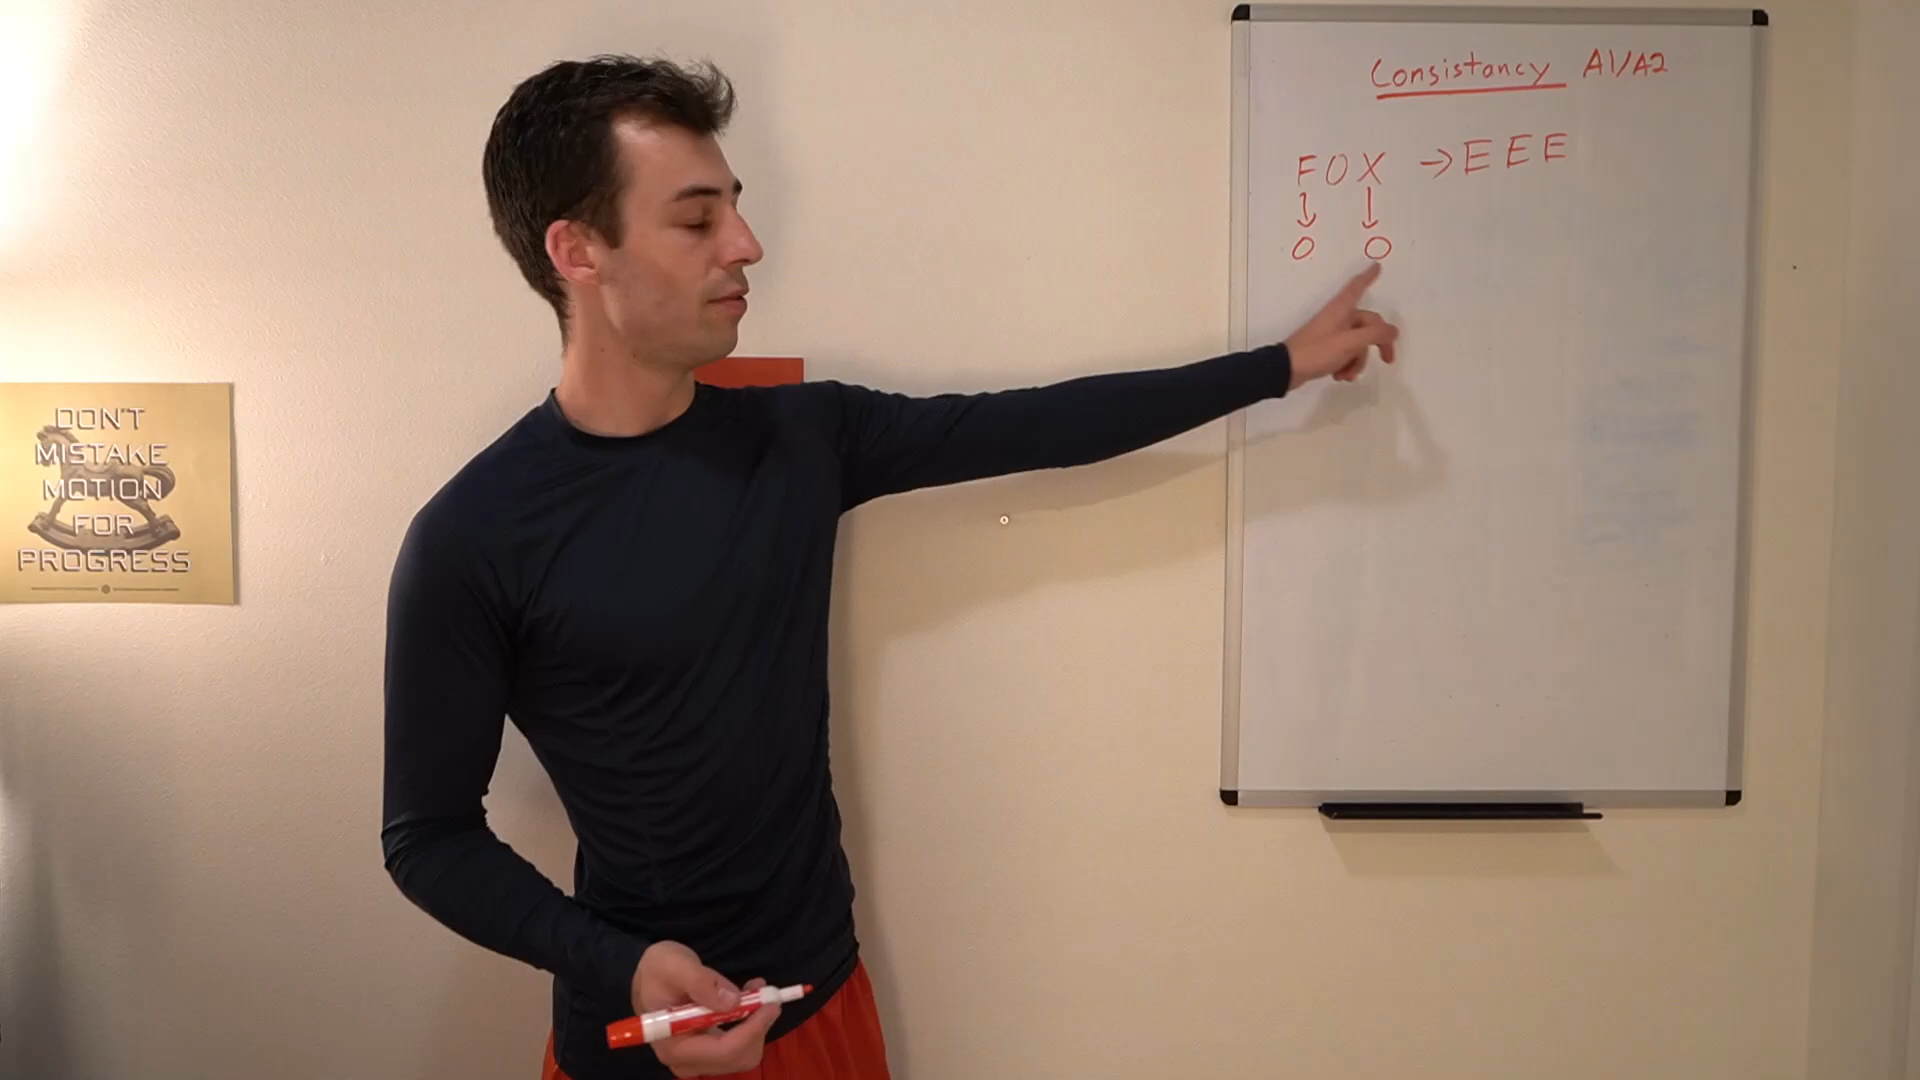 DON'T
MISTAKE
MOTION
FOR
PROGRESS
Consistancy A1/A2
FOX → EEE
↓ ↓
O O